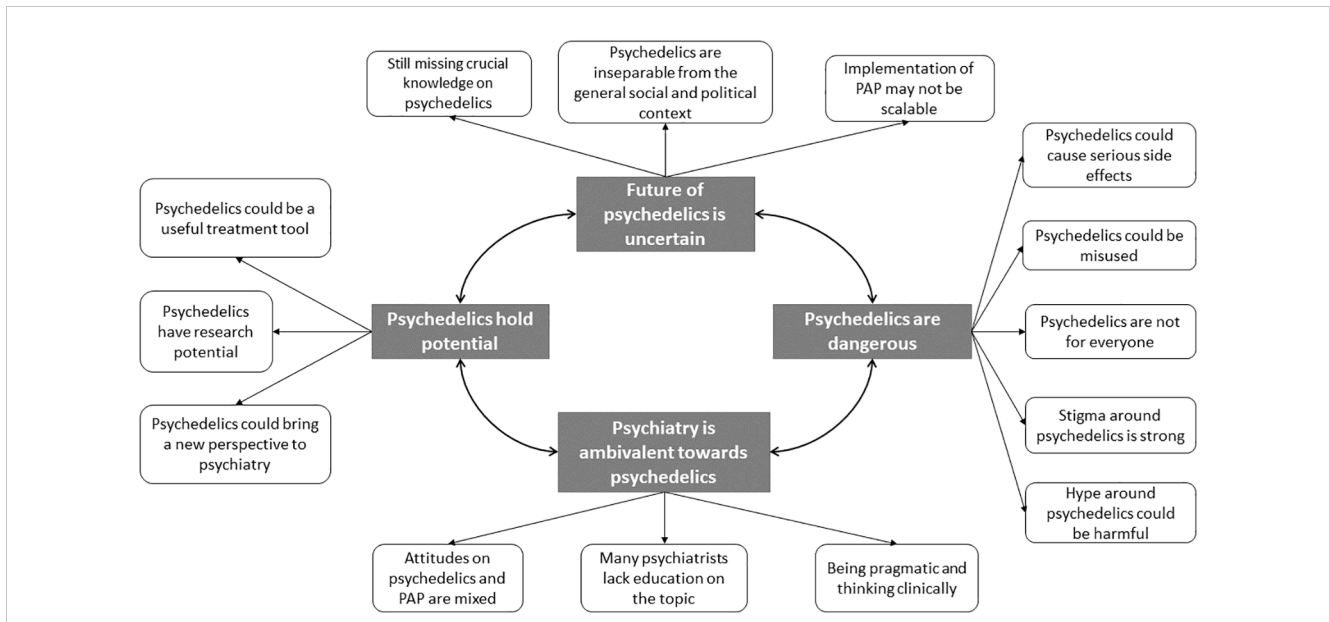 Still missing crucial
knowledge on
psychedelics
Psychedelics are
inseparable from the
general social and political
context
Implementation of
PAP may not be
scalable
Future of
psychedelics is
uncertain
Psychedelics could be a
useful treatment tool
Psychedelics
have research
potential
Psychedelics could bring
a new perspective to
psychiatry
Psychedelics hold
potential
Psychedelics are
dangerous
Psychedelics could
cause serious side
effects
Psychedelics could be
misused
Psychedelics are not
for everyone
Stigma around
psychedelics is strong
Hype around
psychedelics could
be harmful
Psychiatry is
ambivalent towards
psychedelics
Attitudes on
psychedelics and
PAP are mixed
Many psychiatrists
lack education on
the topic
Being pragmatic and
thinking clinically